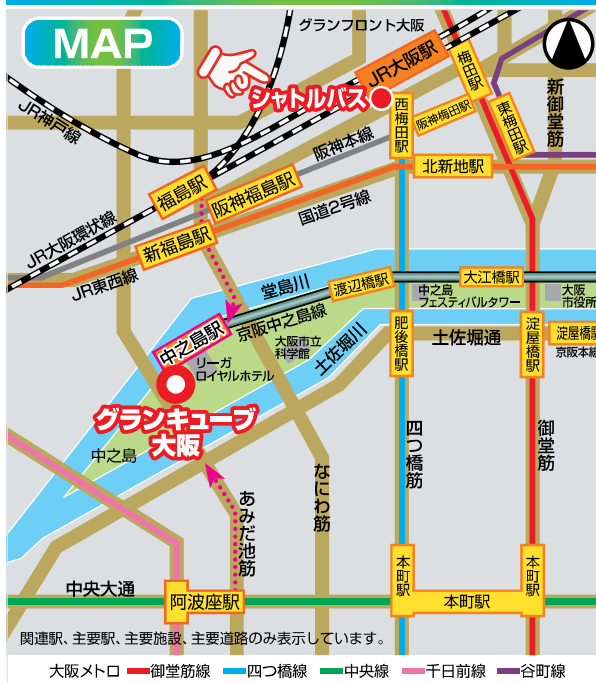 MAP
グランフロント大阪
JR大阪駅
梅田駅
シャトルバス
JR神戸線
西梅田駅
阪神梅田駅
東梅田駅
新御堂筋
阪神本線
北新地駅
福島駅
阪神福島駅
国道2号線
新福島駅
JR大阪環状線
JR東西線
堂島川
渡辺橋駅
大江橋駅
中之島
フェスティバルタワー
大阪
市役所
中之島駅
京阪中之島線
大阪市立
科学館
土佐堀川
肥後橋駅
土佐堀通
淀屋橋駅
淀屋橋駅
京阪本線
リーガ
ロイヤルホテル
グランキューブ
大阪
中之島
四つ橋筋
御堂筋
なにわ筋
あみだ池筋
中央大通
阿波座駅
本町駅
本町駅
本町駅
関連駅、主要駅、主要施設、主要道路のみ表示しています。
大阪メトロ 御堂筋線 四つ橋線 中央線 千日前線 谷町線